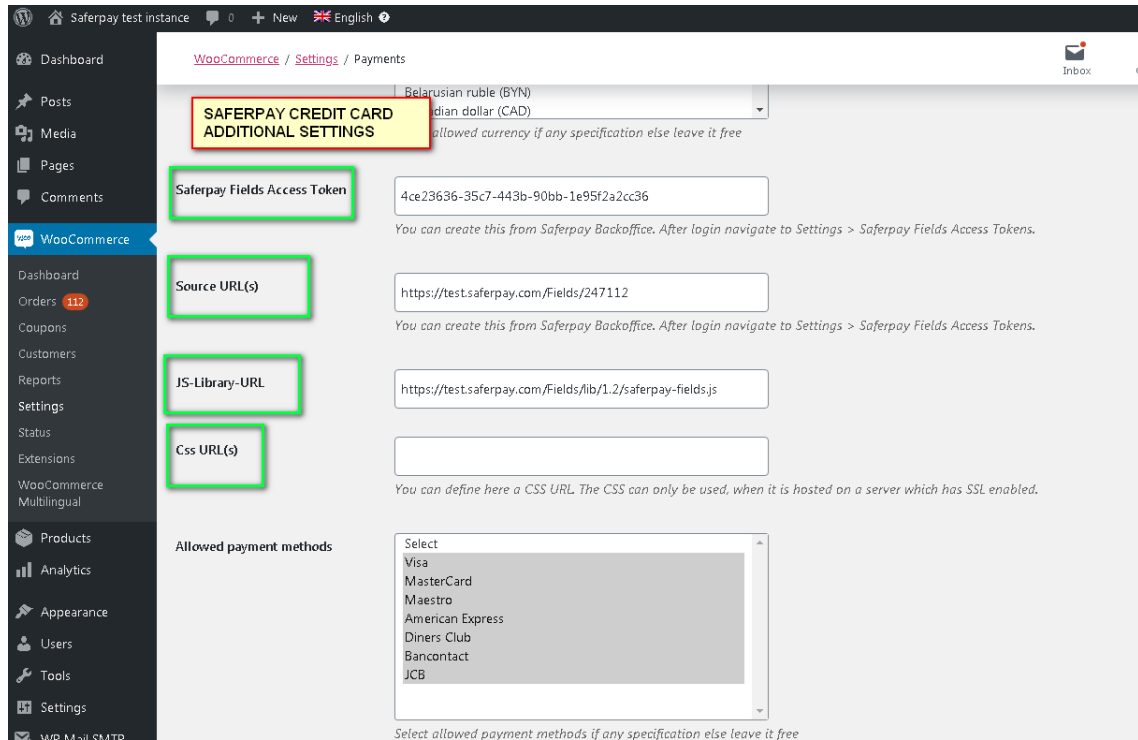 Saferpay test instance 0 + New English
Dashboard
Posts
Media
Pages
Comments
WooCommerce
Dashboard
Orders 112
Coupons
Customers
Reports
Settings
Status
Extensions
WooCommerce
Multilingual
Products
Analytics
Appearance
Users
Tools
Settings
WP Mail SMTP
WooCommerce / Settings / Payments
Inbox
Belarusian ruble (BYN)
dian dollar (CAD)
allowed currency if any specification else leave it free
SAFERPAY CREDIT CARD
ADDITIONAL SETTINGS
Saferpay Fields Access Token
4ce23636-35c7-443b-90bb-1e95f2a2cc36
You can create this from Saferpay Backoffice. After login navigate to Settings > Saferpay Fields Access Tokens.
Source URL(s)
https://test.saferpay.com/Fields/247112
You can create this from Saferpay Backoffice. After login navigate to Settings > Saferpay Fields Access Tokens.
JS-Library-URL
https://test.saferpay.com/Fields/lib/1.2/saferpay-fields.js
Css URL(s)
You can define here a CSS URL. The CSS can only be used, when it is hosted on a server which has SSL enabled.
Allowed payment methods
Select
Visa
MasterCard
Maestro
American Express
Diners Club
Bancontact
JCB
Select allowed payment methods if any specification else leave it free